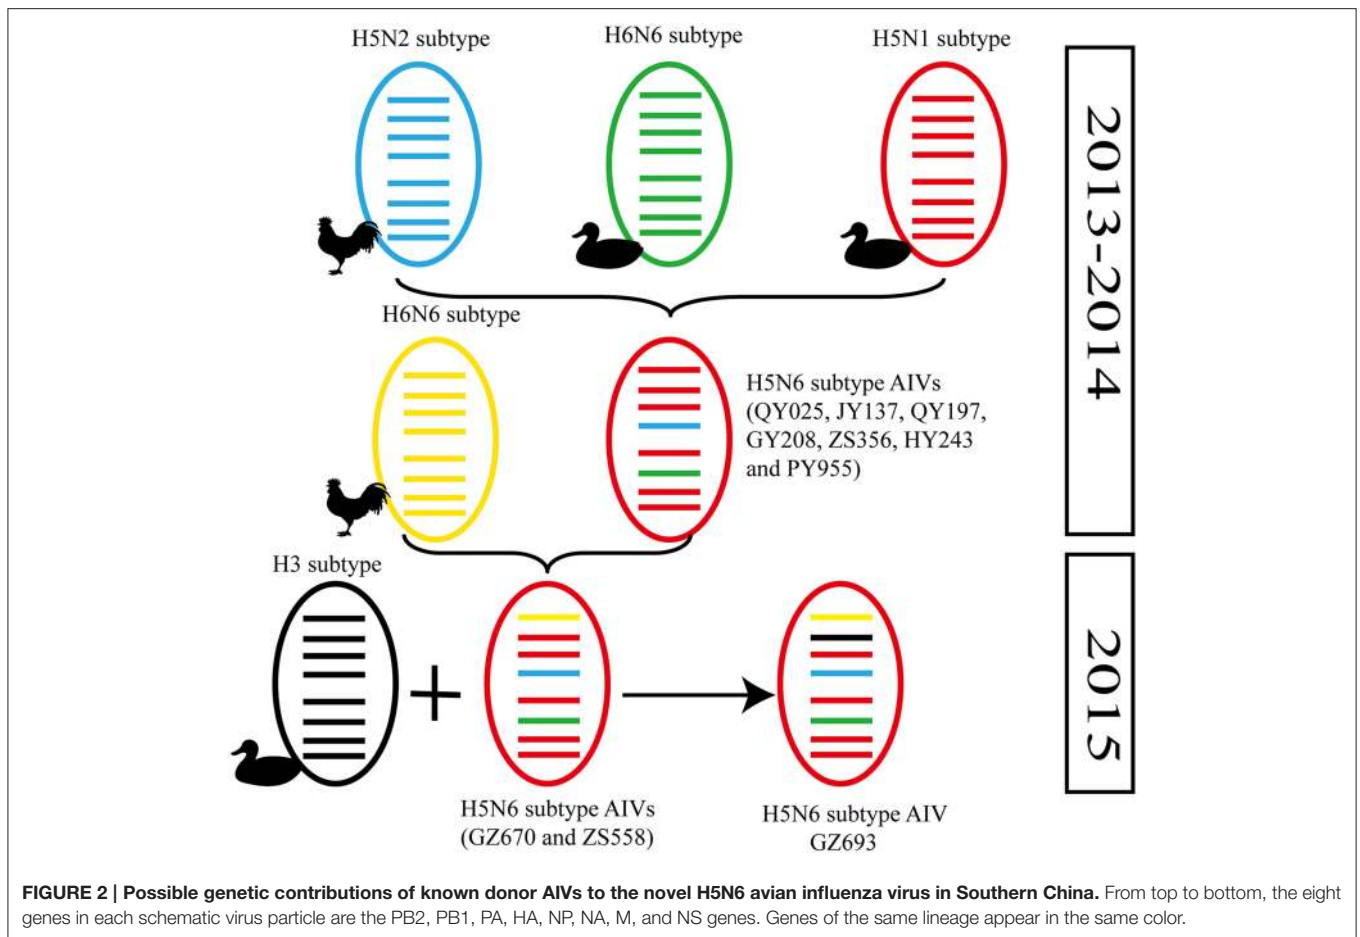 H5N2 subtype
H6N6 subtype
H5N1 subtype
2013-2014
H6N6 subtype
H5N6 subtype AIVs
(QY025, JY137, QY197,
GY208, ZS356, HY243
and PY955)
H3 subtype
+
2015
H5N6 subtype AIVs
(GZ670 and ZS558)
H5N6 subtype AIV
GZ693
FIGURE 2 | Possible genetic contributions of known donor AIVs to the novel H5N6 avian influenza virus in Southern China. From top to bottom, the eight
genes in each schematic virus particle are the PB2, PB1, PA, HA, NP, NA, M, and NS genes. Genes of the same lineage appear in the same color.